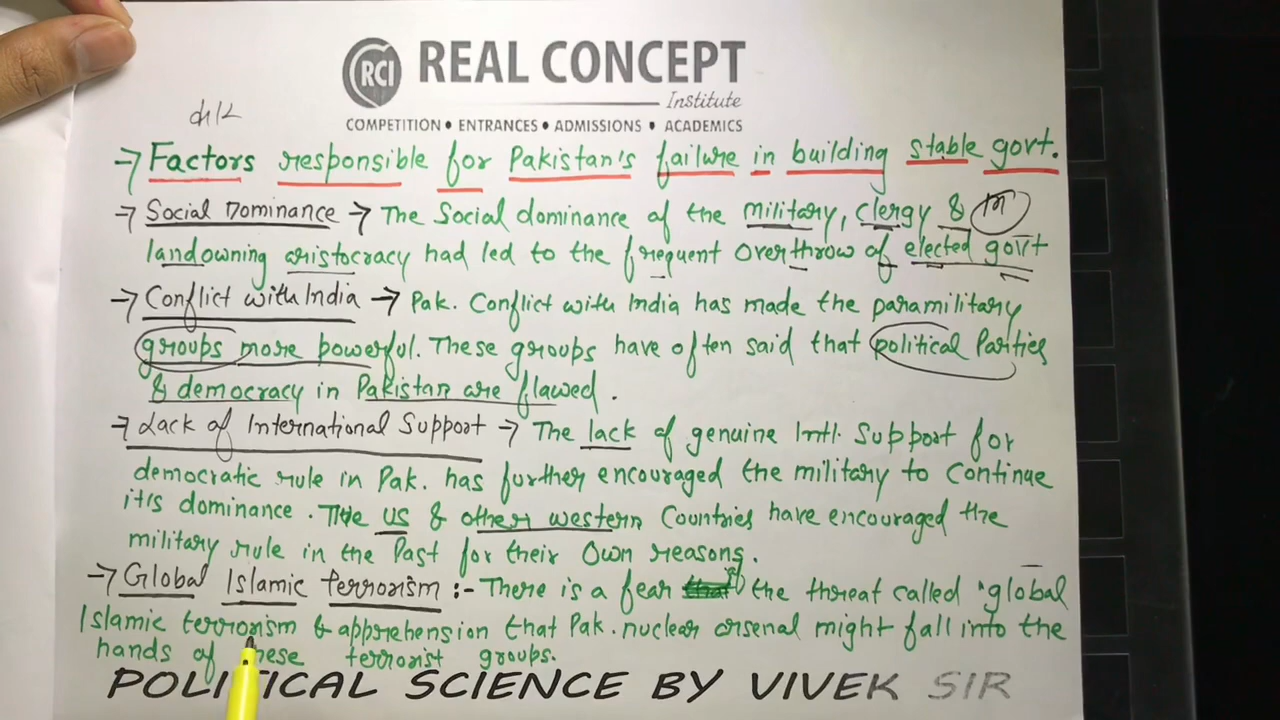 RCI REAL CONCEPT
Institute
COMPETITION • ENTRANCES • ADMISSIONS • ACADEMICS
→ Factors responsible for Pakistan's failure in building stable govt.
→ Social Dominance → The Social dominance of the military, clergy &
landowning aristocracy had led to the frequent overthrow of elected govt
→ Conflict with India → Pak. Conflict with India has made the paramilitary
groups more powerful. These groups have often said that political Parties
& democracy in Pakistan are flawed.
→ Lack of International Support → The lack of genuine Intl. Support for
democratic rule in Pak. has further encouraged the military to continue
it's dominance. The US & other western Countries have encouraged the
military rule in the Past for their Own reasons.
→ Global Islamic terrorism :- There is a fear of the threat called 'global
Islamic terrorism & apprehension that Pak. nuclear arsenal might fall into the
hands of these terrorist groups.
POLITICAL SCIENCE BY VIVEK SIR